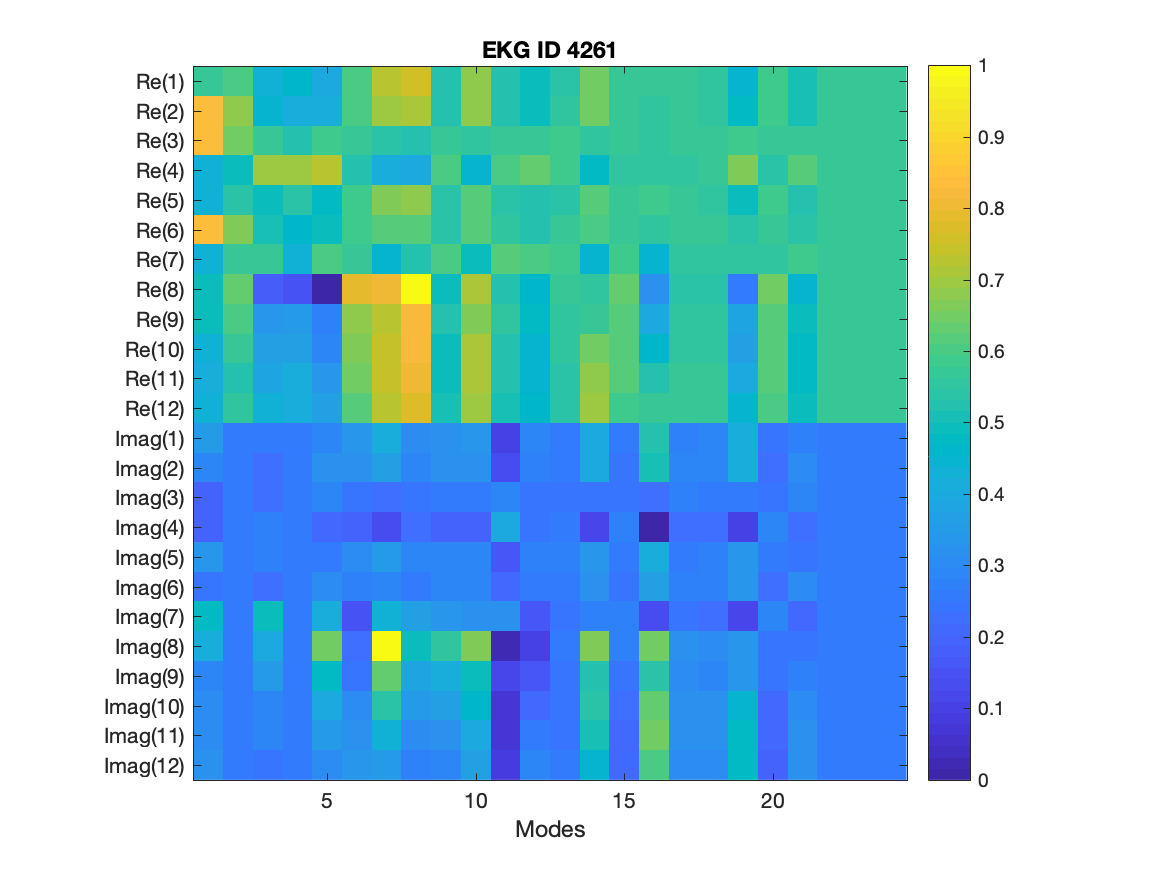 EKG ID 4261
Re(1)
Re(2)
Re(3)
Re(4)
Re(5)
Re(6)
Re(7)
Re(8)
Re(9)
Re(10)
Re(11)
Re(12)
Imag(1)
Imag(2)
Imag(3)
Imag(4)
Imag(5)
Imag(6)
Imag(7)
Imag(8)
Imag(9)
Imag(10)
Imag(11)
Imag(12)
5 10 15 20
Modes
1
0.9
0.8
0.7
0.6
0.5
0.4
0.3
0.2
0.1
0